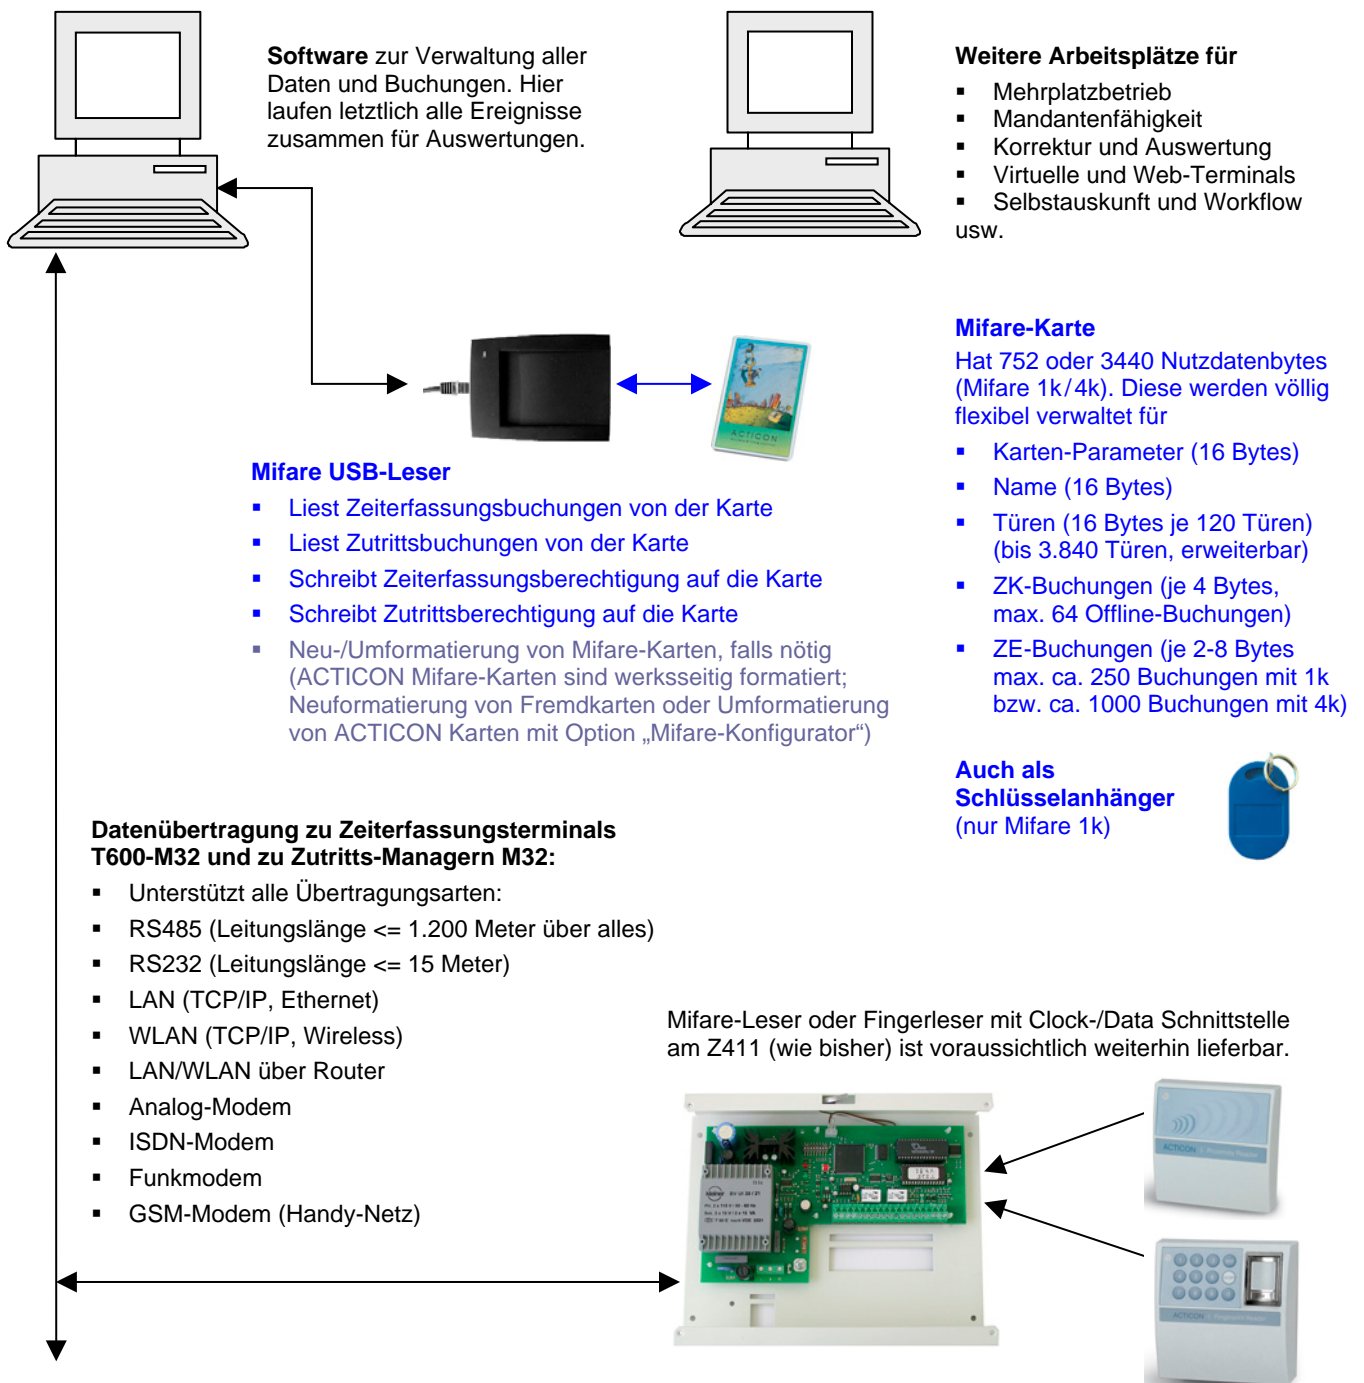 Software zur Verwaltung aller
Daten und Buchungen. Hier
laufen letztlich alle Ereignisse
zusammen für Auswertungen.
Weitere Arbeitsplätze für
▪ Mehrplatzbetrieb
▪ Mandantenfähigkeit
▪ Korrektur und Auswertung
▪ Virtuelle und Web-Terminals
▪ Selbstauskunft und Workflow
usw.
ACTICON
Mifare USB-Leser
▪ Liest Zeiterfassungsbuchungen von der Karte
▪ Liest Zutrittsbuchungen von der Karte
▪ Schreibt Zeiterfassungsberechtigung auf die Karte
▪ Schreibt Zutrittsberechtigung auf die Karte
▪ Neu-/Umformatierung von Mifare-Karten, falls nötig
(ACTICON Mifare-Karten sind werksseitig formatiert;
Neuformatierung von Fremdkarten oder Umformatierung
von ACTICON Karten mit Option „Mifare-Konfigurator“)
Mifare-Karte
Hat 752 oder 3440 Nutzdatenbytes
(Mifare 1k/4k). Diese werden völlig
flexibel verwaltet für
▪ Karten-Parameter (16 Bytes)
▪ Name (16 Bytes)
▪ Türen (16 Bytes je 120 Türen)
(bis 3.840 Türen, erweiterbar)
▪ ZK-Buchungen (je 4 Bytes,
max. 64 Offline-Buchungen)
▪ ZE-Buchungen (je 2-8 Bytes
max. ca. 250 Buchungen mit 1k
bzw. ca. 1000 Buchungen mit 4k)
Auch als
Schlüsselanhänger
(nur Mifare 1k)
Datenübertragung zu Zeiterfassungsterminals
T600-M32 und zu Zutritts-Managern M32:
▪ Unterstützt alle Übertragungsarten:
▪ RS485 (Leitungslänge <= 1.200 Meter über alles)
▪ RS232 (Leitungslänge <= 15 Meter)
▪ LAN (TCP/IP, Ethernet)
▪ WLAN (TCP/IP, Wireless)
▪ LAN/WLAN über Router
▪ Analog-Modem
▪ ISDN-Modem
▪ Funkmodem
▪ GSM-Modem (Handy-Netz)
Mifare-Leser oder Fingerleser mit Clock-/Data Schnittstelle
am Z411 (wie bisher) ist voraussichtlich weiterhin lieferbar.
ACTICON Proximity Reader
ACTICON Fingerprint Reader